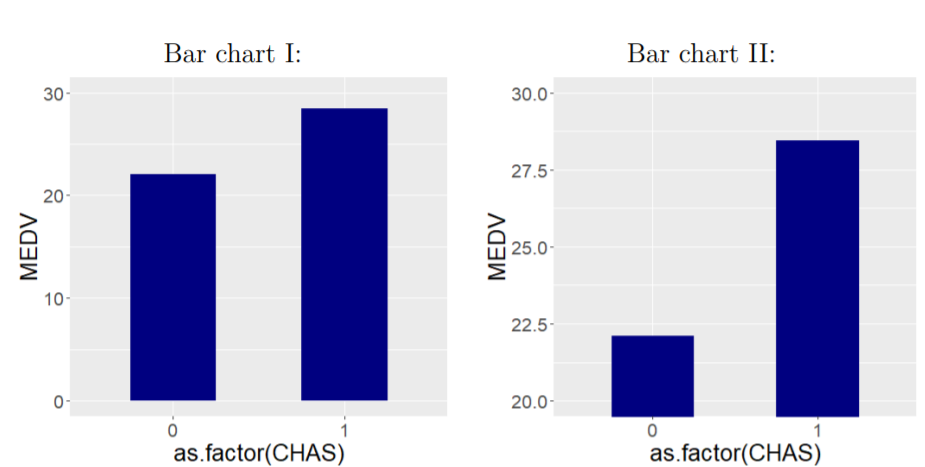 Bar chart I:
30
20
10
0
MEDV
0 1
as.factor(CHAS)
Bar chart II:
30.0
27.5
25.0
22.5
20.0
MEDV
0 1
as.factor(CHAS)